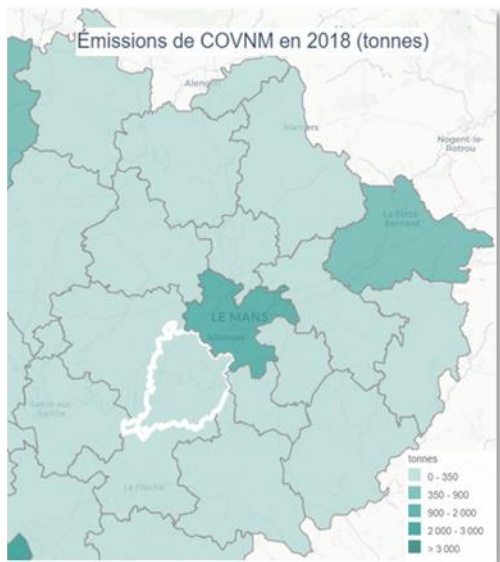 Émissions de COVNM en 2018 (tonnes)
Alençon
Mamers
Nogent-le-
Rotrou
La Ferté-
Bernard
LE MANS
Allonnes
Sablé-sur-
Sarthe
La Flèche
tonnes
0 - 350
350 - 900
900 - 2 000
2 000 - 3 000
> 3 000